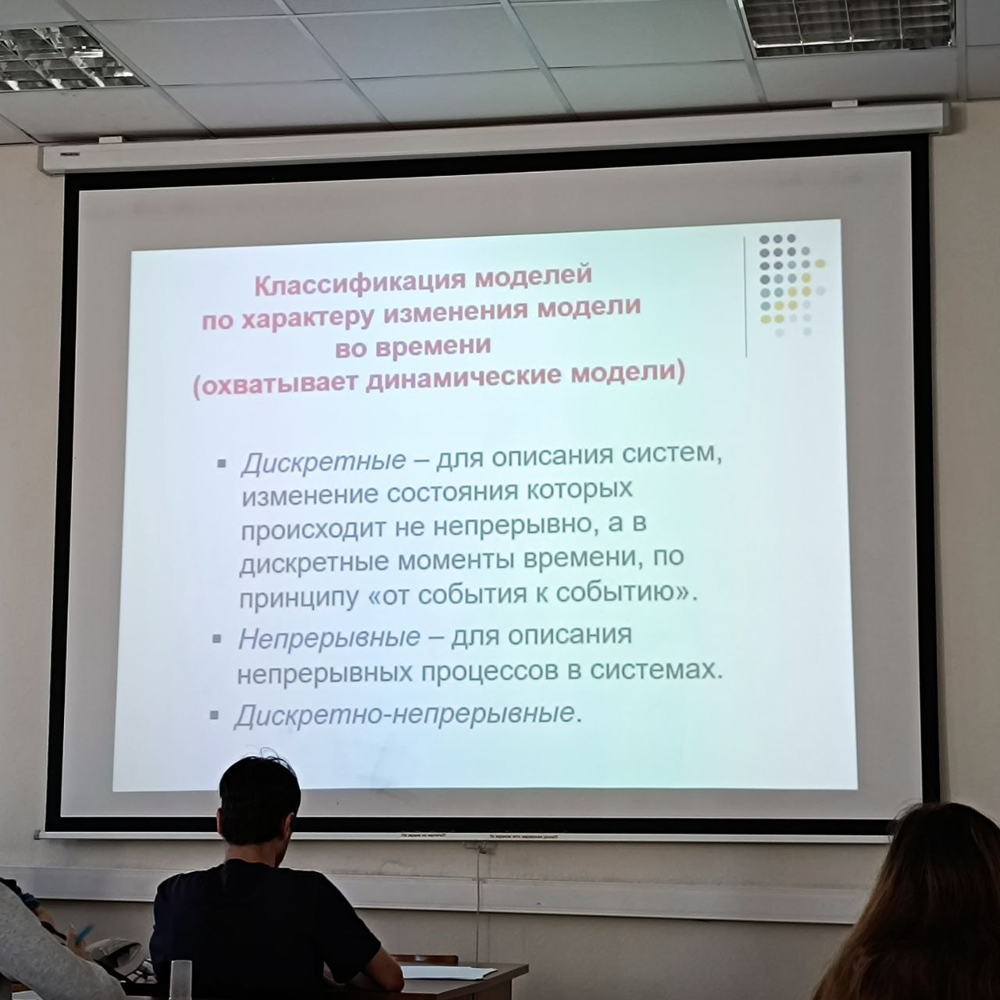 Классификация моделей
по характеру изменения модели
во времени
(охватывает динамические модели)
▪ Дискретные – для описания систем,
изменение состояния которых
происходит не непрерывно, а в
дискретные моменты времени, по
принципу «от события к событию».
▪ Непрерывные – для описания
непрерывных процессов в системах.
▪ Дискретно-непрерывные.